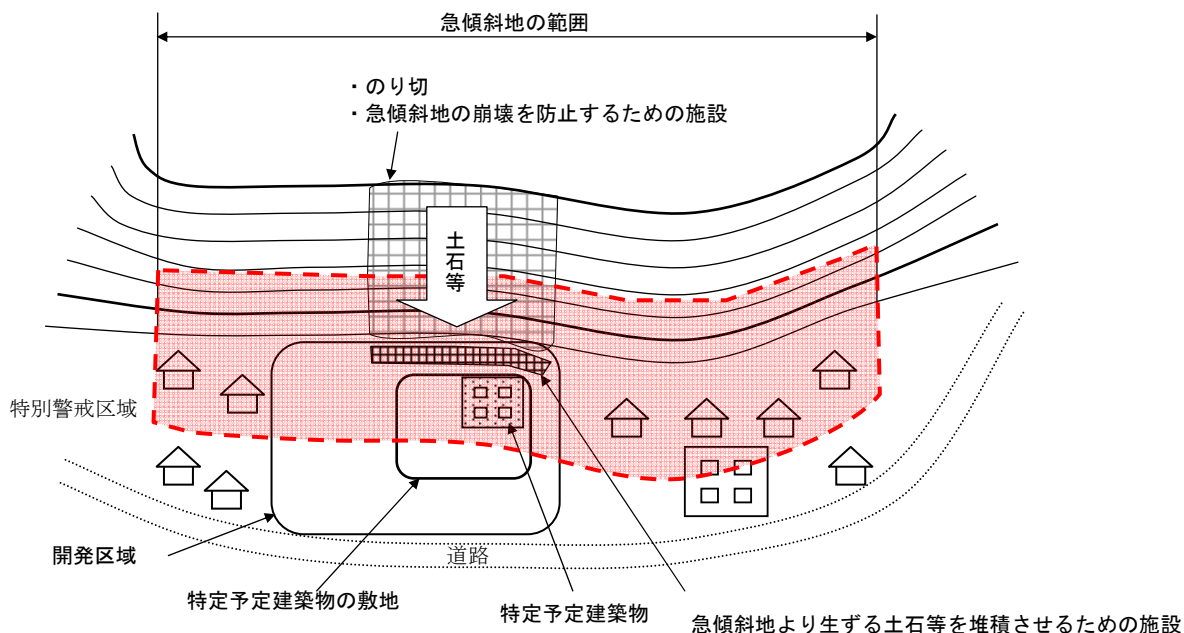 急傾斜地の範囲
・のり切
・急傾斜地の崩壊を防止するための施設
土石等
特別警戒区域
開発区域
道路
特定予定建築物の敷地
特定予定建築物
急傾斜地より生ずる土石等を堆積させるための施設